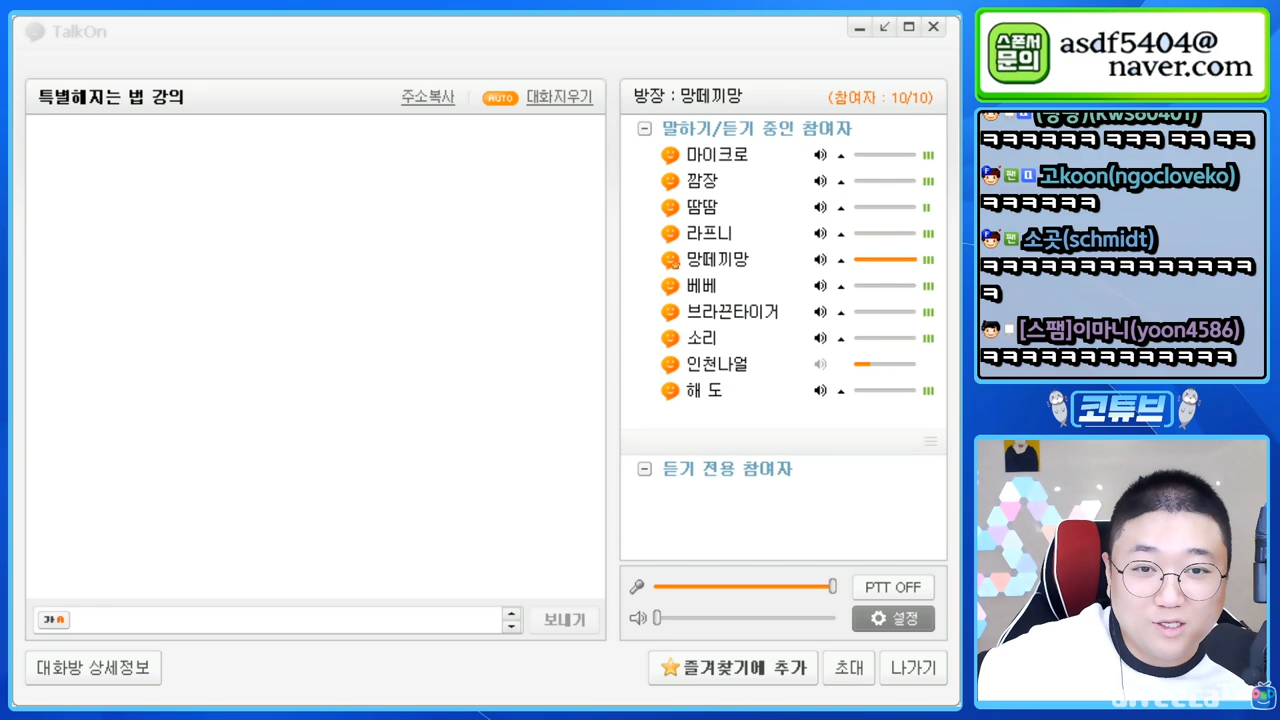 TalkOn
특별해지는 법 강의
주소복사
AUTO 대화지우기
방장 : 망떼끼망
(참여자 : 10/10)
말하기/듣기 중인 참여자
마이크로
깜장
땀땀
라프니
망떼끼망
베베
브라끈타이거
소리
인천나얼
해 도
듣기 전용 참여자
가A
보내기
PTT OFF
설정
대화방 상세정보
즐겨찾기에 추가
초대
나가기
스폰서
문의
asdf5404@
naver.com
ㅋㅋㅋㅋㅋㅋ ㅋㅋㅋ ㅋㅋ ㅋㅋ
팬 고koon(ngocloveko)
ㅋㅋㅋㅋㅋㅋ
팬 소곳(schmidt)
ㅋㅋㅋㅋㅋㅋㅋㅋㅋㅋㅋㅋㅋㅋ
ㅋ
[스팸]이마니(yoon4586)
ㅋㅋㅋㅋㅋㅋㅋㅋㅋㅋㅋㅋㅋ
코튜브